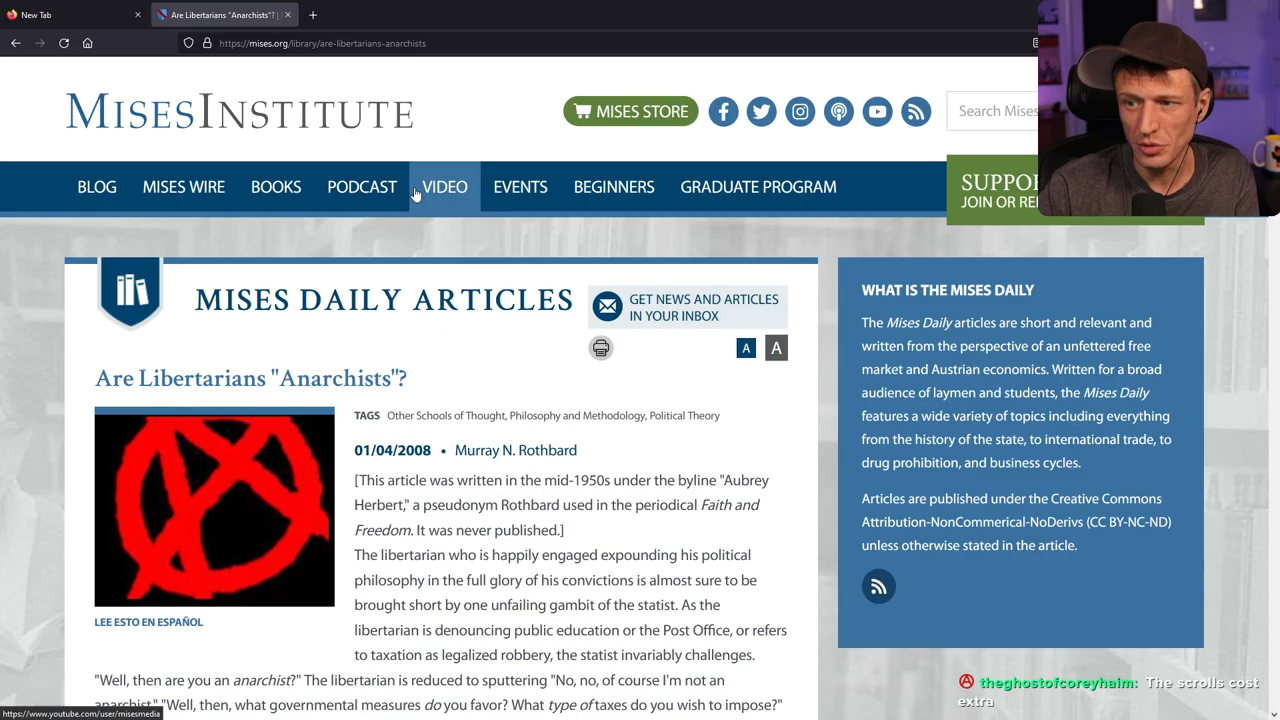 New Tab
Are Libertarians "Anarchists"? |
https://mises.org/library/are-libertarians-anarchists
MISESINSTITUTE
MISES STORE
Search Mises
BLOG
MISES WIRE
BOOKS
PODCAST
VIDEO
EVENTS
BEGINNERS
GRADUATE PROGRAM
SUPPO
JOIN OR RE
MISES DAILY ARTICLES
GET NEWS AND ARTICLES
IN YOUR INBOX
A
A
Are Libertarians "Anarchists"?
LEE ESTO EN ESPAÑOL
TAGS Other Schools of Thought, Philosophy and Methodology, Political Theory
01/04/2008 • Murray N. Rothbard
[This article was written in the mid-1950s under the byline "Aubrey
Herbert," a pseudonym Rothbard used in the periodical Faith and
Freedom. It was never published.]
The libertarian who is happily engaged expounding his political
philosophy in the full glory of his convictions is almost sure to be
brought short by one unfailing gambit of the statist. As the
libertarian is denouncing public education or the Post Office, or refers
to taxation as legalized robbery, the statist invariably challenges.
"Well, then are you an anarchist?" The libertarian is reduced to sputtering "No, no, of course I'm not an
anarchist." "Well, then, what governmental measures do you favor? What type of taxes do you wish to impose?"
WHAT IS THE MISES DAILY
The Mises Daily articles are short and relevant and
written from the perspective of an unfettered free
market and Austrian economics. Written for a broad
audience of laymen and students, the Mises Daily
features a wide variety of topics including everything
from the history of the state, to international trade, to
drug prohibition, and business cycles.
Articles are published under the Creative Commons
Attribution-NonCommerical-NoDerivs (CC BY-NC-ND)
unless otherwise stated in the article.
theghostofcoreyhaim: The scrolls cost
extra
https://www.youtube.com/user/misesmedia